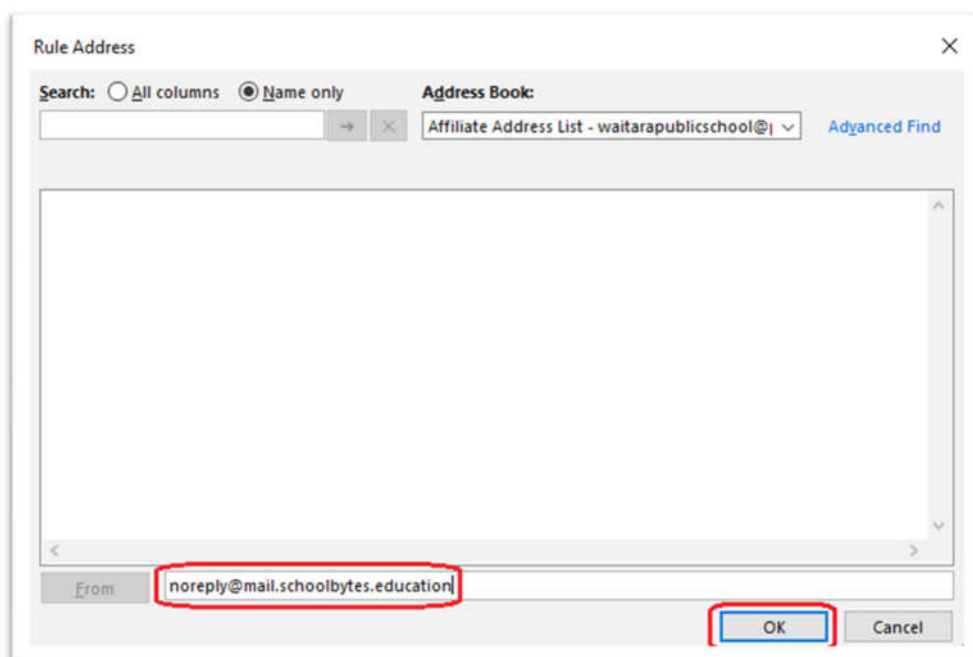 Rule Address
Search: All columns Name only Address Book:
Affiliate Address List - waitarapublicschool@ Advanced Find
From noreply@mail.schoolbytes.education
OK Cancel